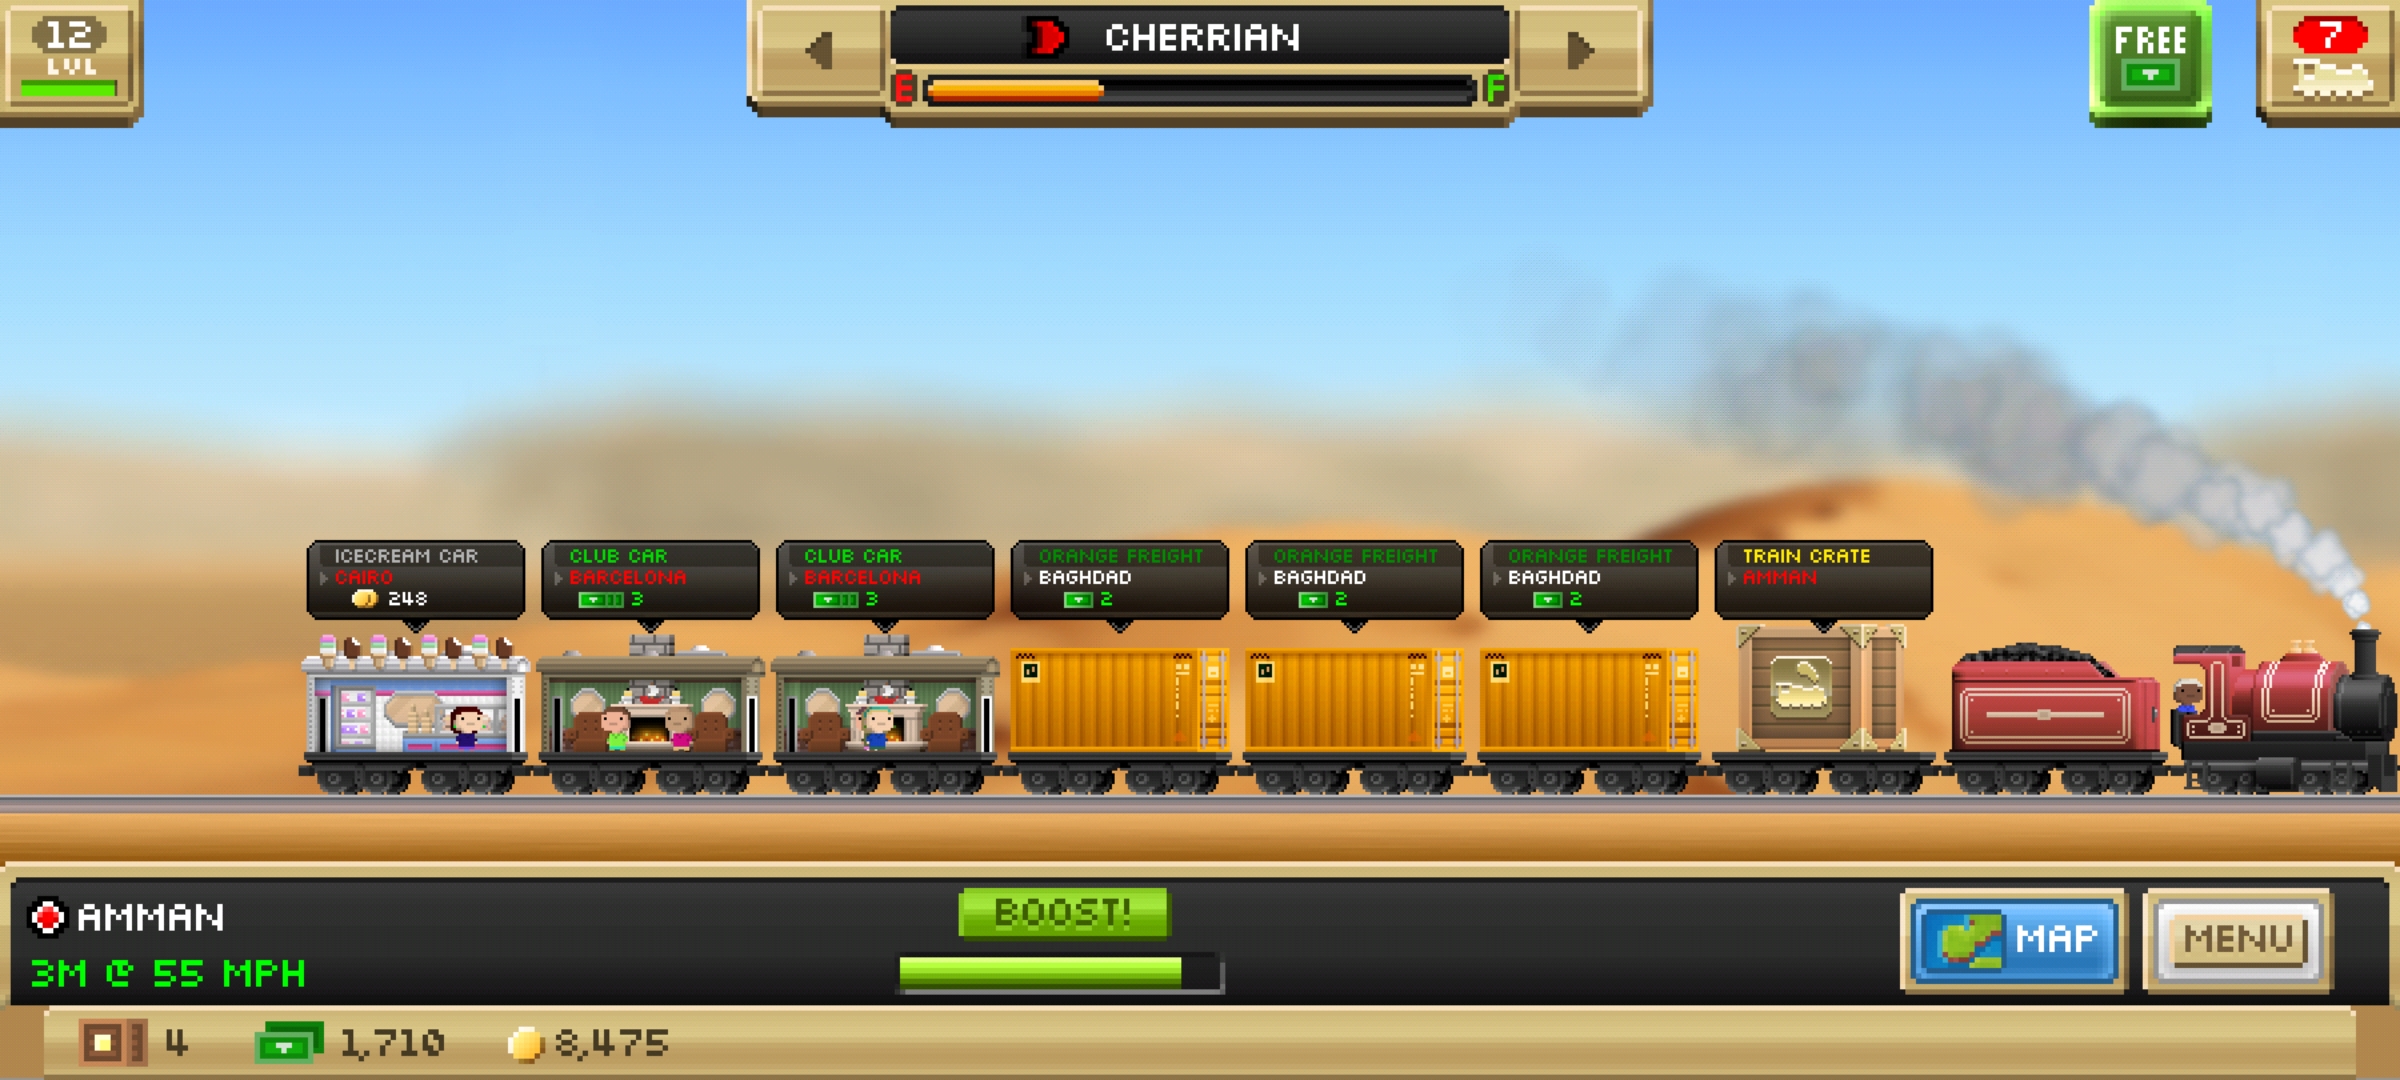 12
LVL
CHERRIAN
E F
FREE
7
ICECREAM CAR
CAIRO
248
CLUB CAR
BARCELONA
3
CLUB CAR
BARCELONA
3
ORANGE FREIGHT
BAGHDAD
2
ORANGE FREIGHT
BAGHDAD
2
ORANGE FREIGHT
BAGHDAD
2
TRAIN CRATE
AMMAN
AMMAN
3M @ 55 MPH
BOOST!
MAP
MENU
4
1,710
8,475